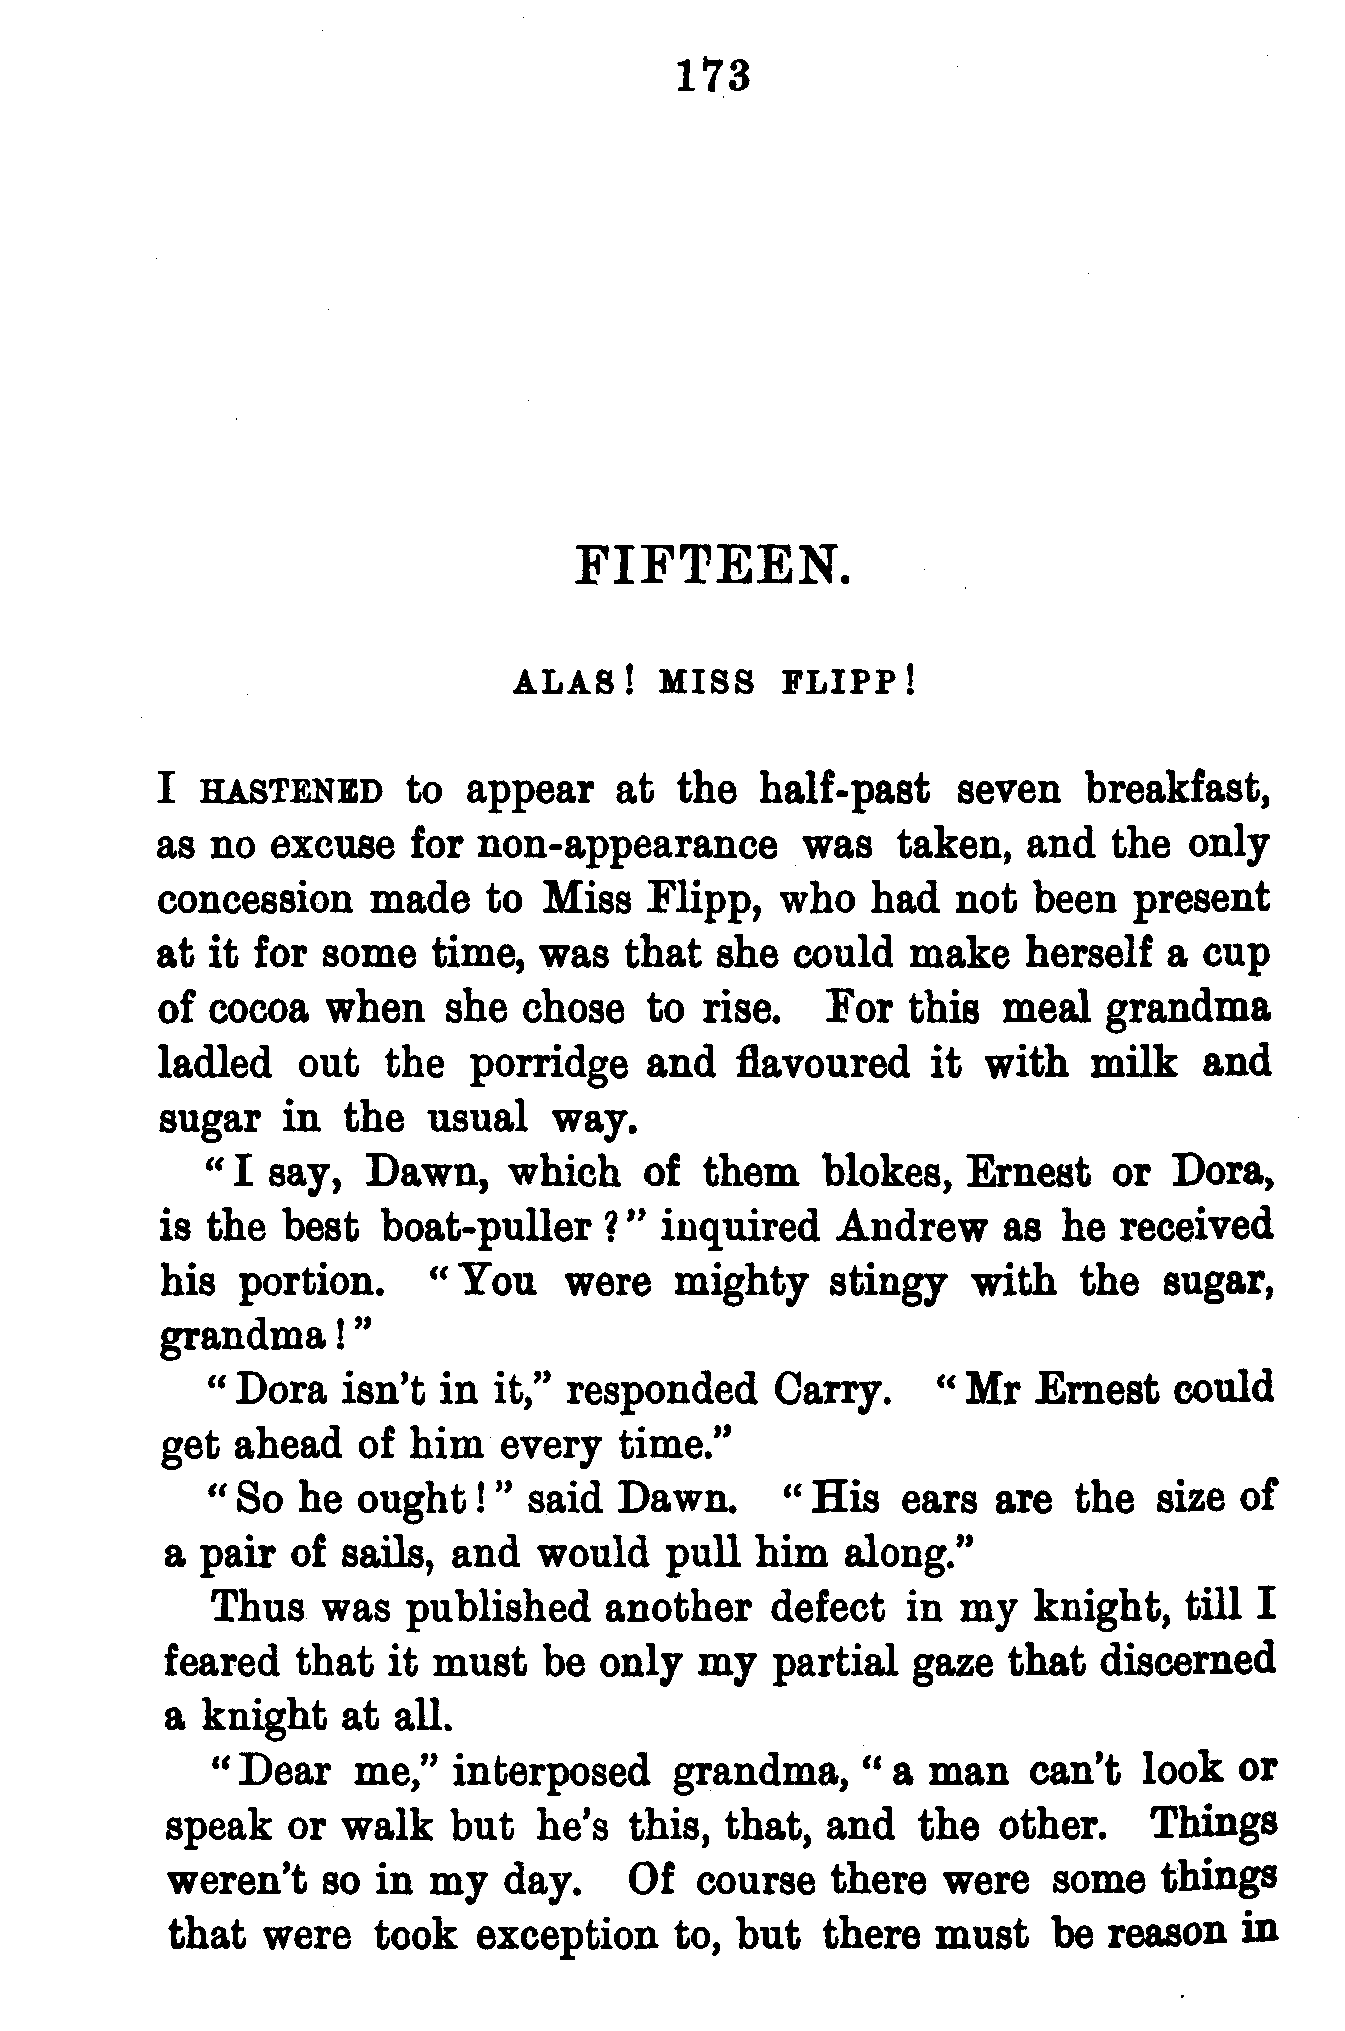 173
FIFTEEN.
ALAS! MISS FLIPP!
I HASTENED to appear at the half-past seven breakfast,
as no excuse for non-appearance was taken, and the only
concession made to Miss Flipp, who had not been present
at it for some time, was that she could make herself a cup
of cocoa when she chose to rise. For this meal grandma
ladled out the porridge and flavoured it with milk and
sugar in the usual way.
"I say, Dawn, which of them blokes, Ernest or Dora,
is the best boat-puller?" inquired Andrew as he received
his portion. "You were mighty stingy with the sugar,
grandma!"
"Dora isn't in it," responded Carry. "Mr Ernest could
get ahead of him every time."
"So he ought!" said Dawn. "His ears are the size of
a pair of sails, and would pull him along."
Thus was published another defect in my knight, till I
feared that it must be only my partial gaze that discerned
a knight at all.
"Dear me," interposed grandma, "a man can't look or
speak or walk but he's this, that, and the other. Things
weren't so in my day. Of course there were some things
that were took exception to, but there must be reason in